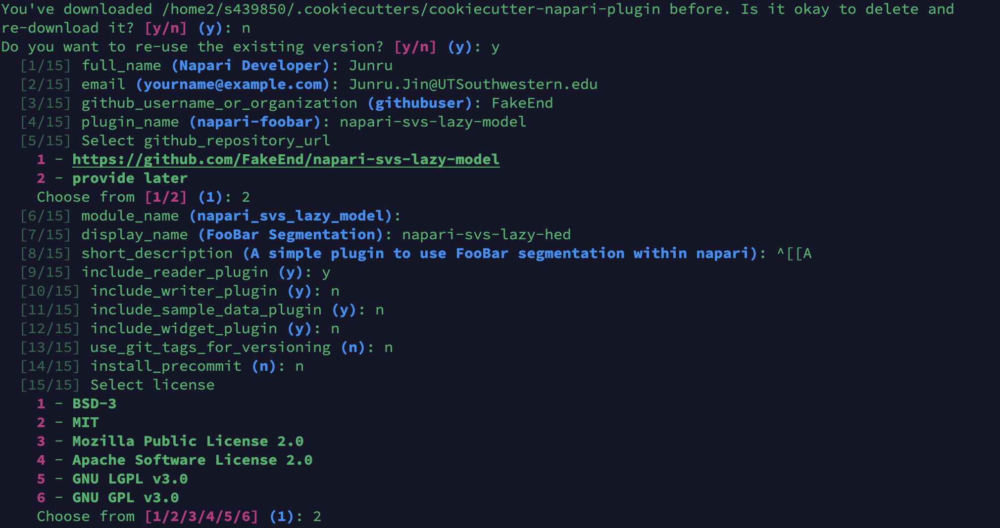 You've downloaded /home2/s439850/.cookiecutters/cookiecutter-napari-plugin before. Is it okay to delete and
re-download it? [y/n] (y): n
Do you want to re-use the existing version? [y/n] (y): y
[1/15] full_name (Napari Developer): Junru
[2/15] email (yourname@example.com): Junru.Jin@UTSouthwestern.edu
[3/15] github_username_or_organization (githubuser): FakeEnd
[4/15] plugin_name (napari-foobar): napari-svs-lazy-model
[5/15] Select github_repository_url
1 - https://github.com/FakeEnd/napari-svs-lazy-model
2 - provide later
Choose from [1/2] (1): 2
[6/15] module_name (napari_svs_lazy_model):
[7/15] display_name (FooBar Segmentation): napari-svs-lazy-hed
[8/15] short_description (A simple plugin to use FooBar segmentation within napari): ^[[A
[9/15] include_reader_plugin (y): y
[10/15] include_writer_plugin (y): n
[11/15] include_sample_data_plugin (y): n
[12/15] include_widget_plugin (y): n
[13/15] use_git_tags_for_versioning (n): n
[14/15] install_precommit (n): n
[15/15] Select license
1 - BSD-3
2 - MIT
3 - Mozilla Public License 2.0
4 - Apache Software License 2.0
5 - GNU LGPL v3.0
6 - GNU GPL v3.0
Choose from [1/2/3/4/5/6] (1): 2